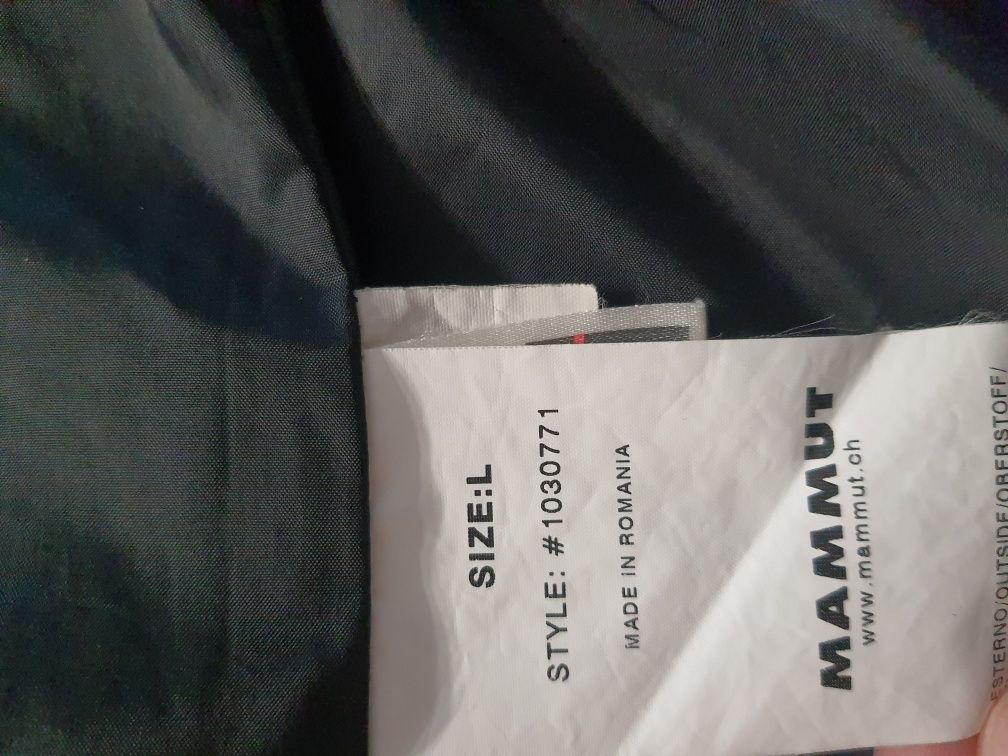 SIZE:L
STYLE: #1030771
MADE IN ROMANIA
MAMMUT
www.mammut.ch
ESTERNO/OUTSIDE/OBERSTOFF/